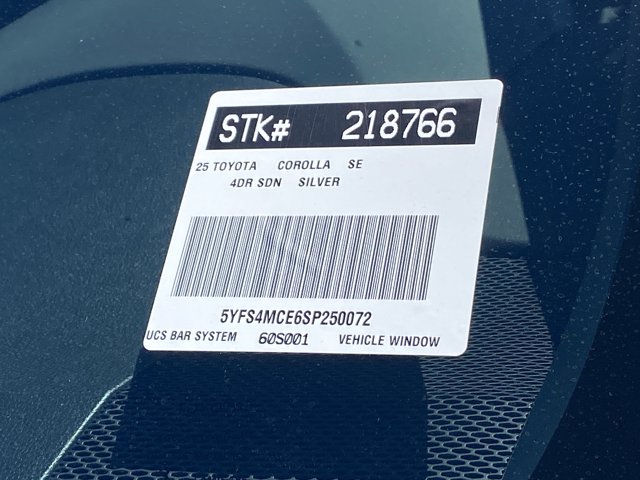 STK# 218766
25 TOYOTA COROLLA SE
4DR SDN SILVER
5YFS4MCE6SP250072
UCS BAR SYSTEM 60S001 VEHICLE WINDOW